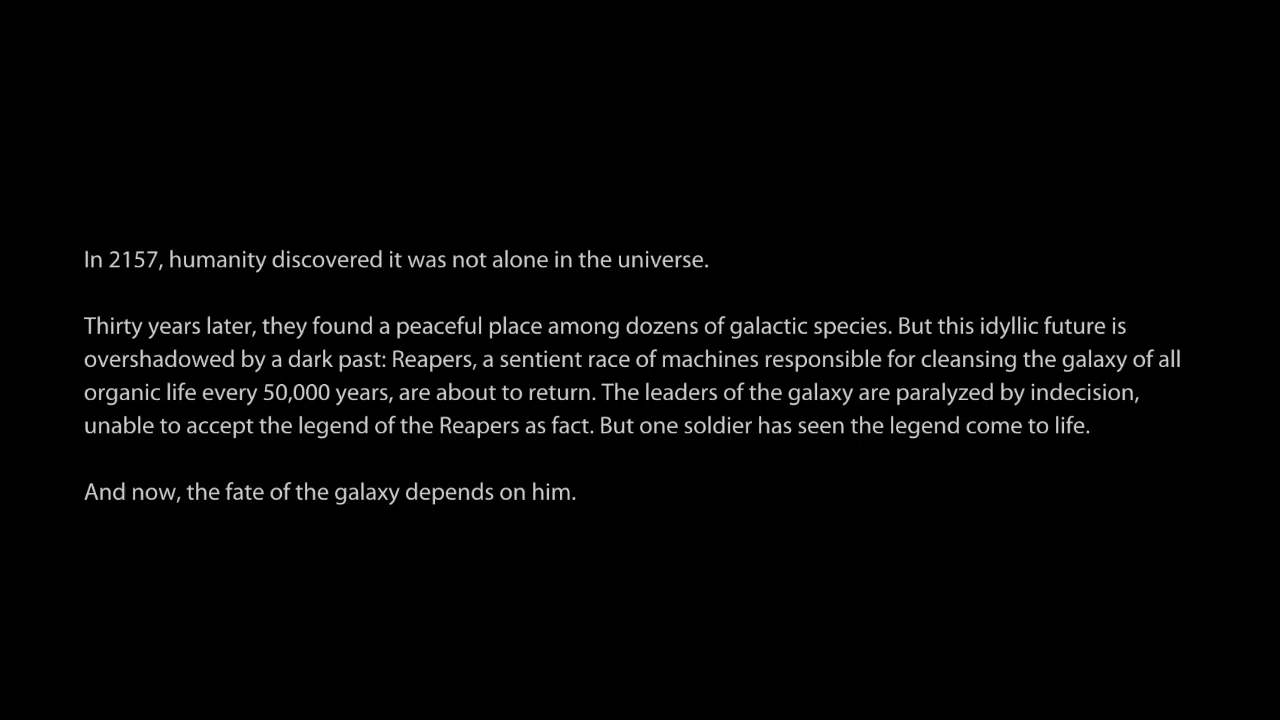 In 2157, humanity discovered it was not alone in the universe.
Thirty years later, they found a peaceful place among dozens of galactic species. But this idyllic future is
overshadowed by a dark past: Reapers, a sentient race of machines responsible for cleansing the galaxy of all
organic life every 50,000 years, are about to return. The leaders of the galaxy are paralyzed by indecision,
unable to accept the legend of the Reapers as fact. But one soldier has seen the legend come to life.
And now, the fate of the galaxy depends on him.